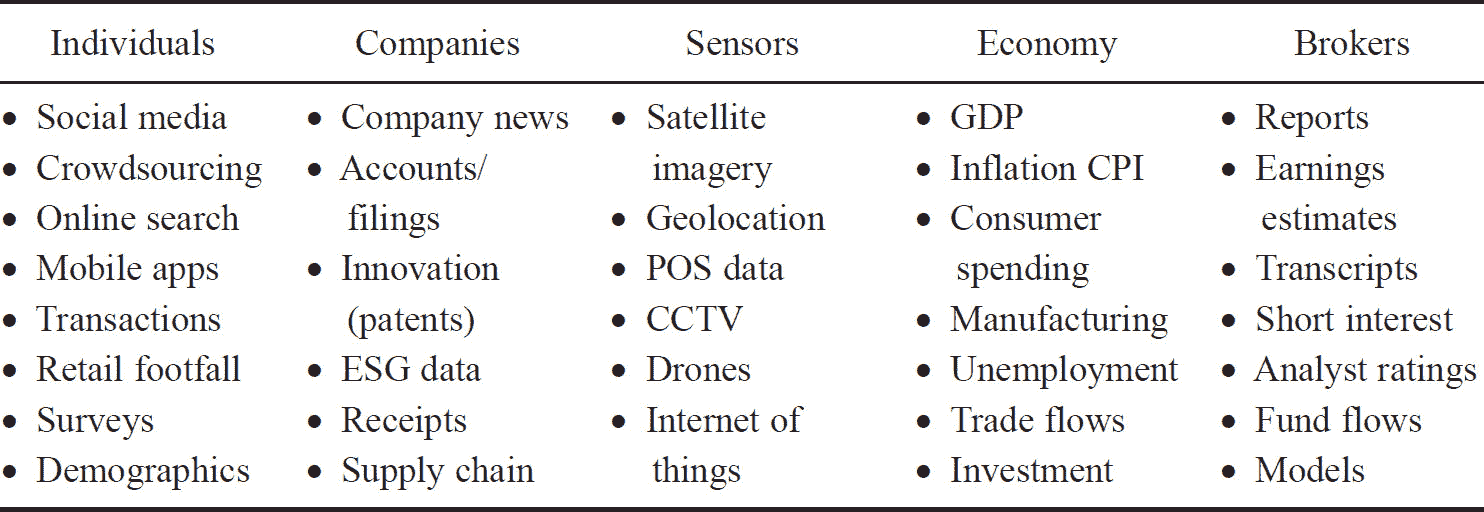 Individuals Companies Sensors Economy Brokers
• Social media • Company news • Satellite • GDP • Reports
• Crowdsourcing • Accounts/ imagery • Inflation CPI • Earnings
• Online search filings • Geolocation • Consumer estimates
• Mobile apps • Innovation • POS data spending • Transcripts
• Transactions (patents) • CCTV • Manufacturing • Short interest
• Retail footfall • ESG data • Drones • Unemployment • Analyst ratings
• Surveys • Receipts • Internet of • Trade flows • Fund flows
• Demographics • Supply chain things • Investment • Models